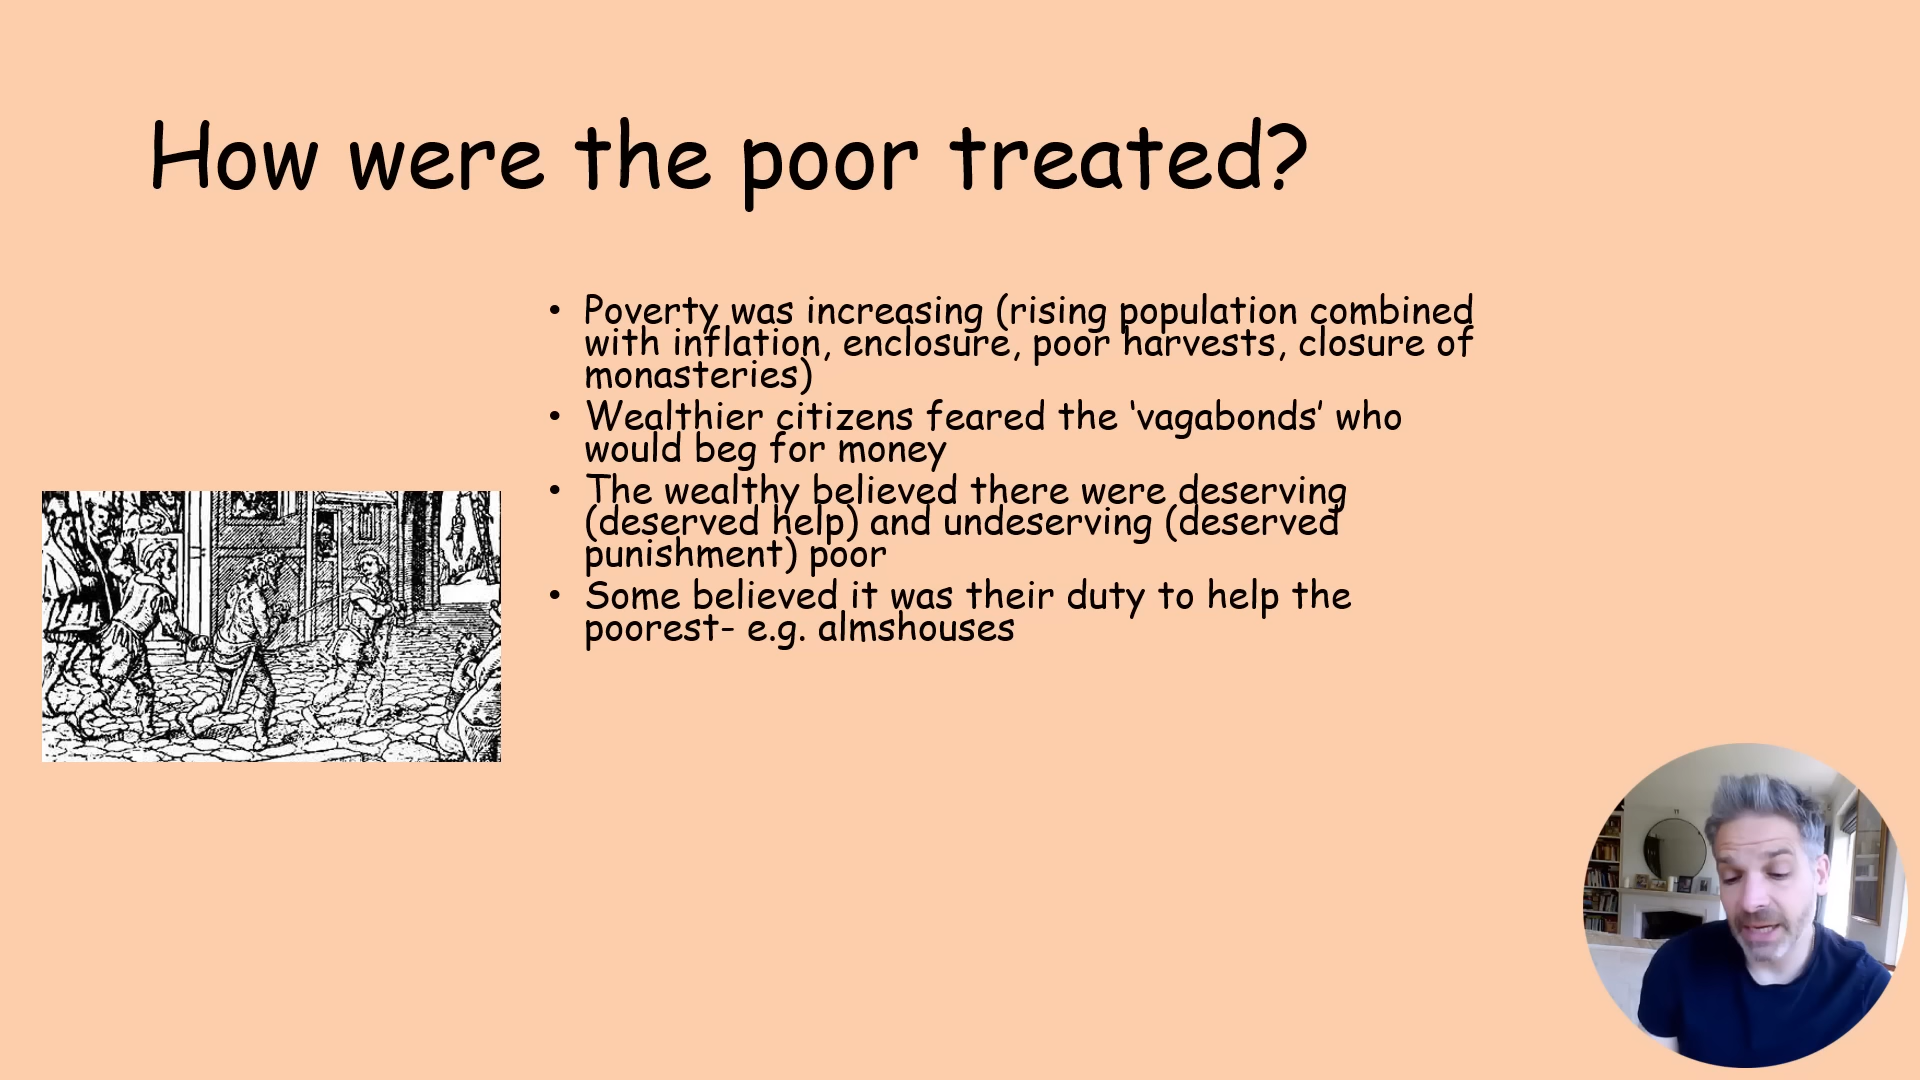 How were the poor treated?
• Poverty was increasing (rising population combined
with inflation, enclosure, poor harvests, closure of
monasteries)
• Wealthier citizens feared the ‘vagabonds’ who
would beg for money
• The wealthy believed there were deserving
(deserved help) and undeserving (deserved
punishment) poor
• Some believed it was their duty to help the
poorest- e.g. almshouses